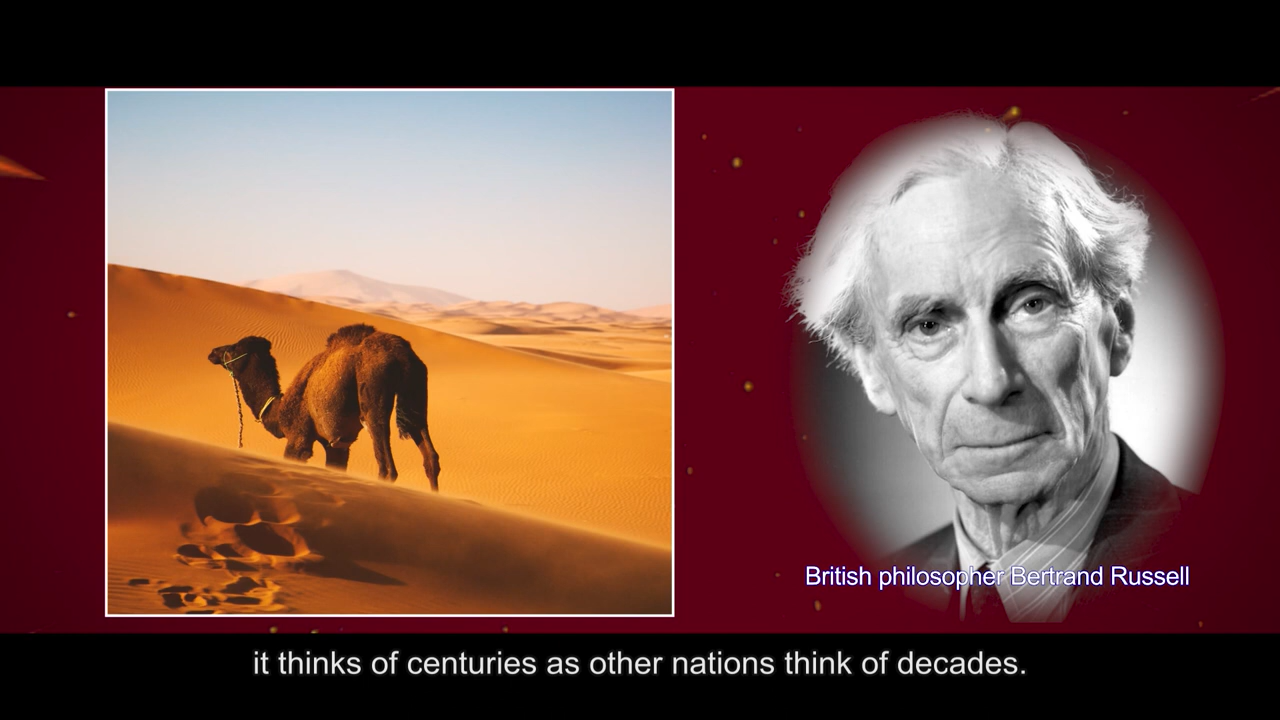 British philosopher Bertrand Russell
it thinks of centuries as other nations think of decades.